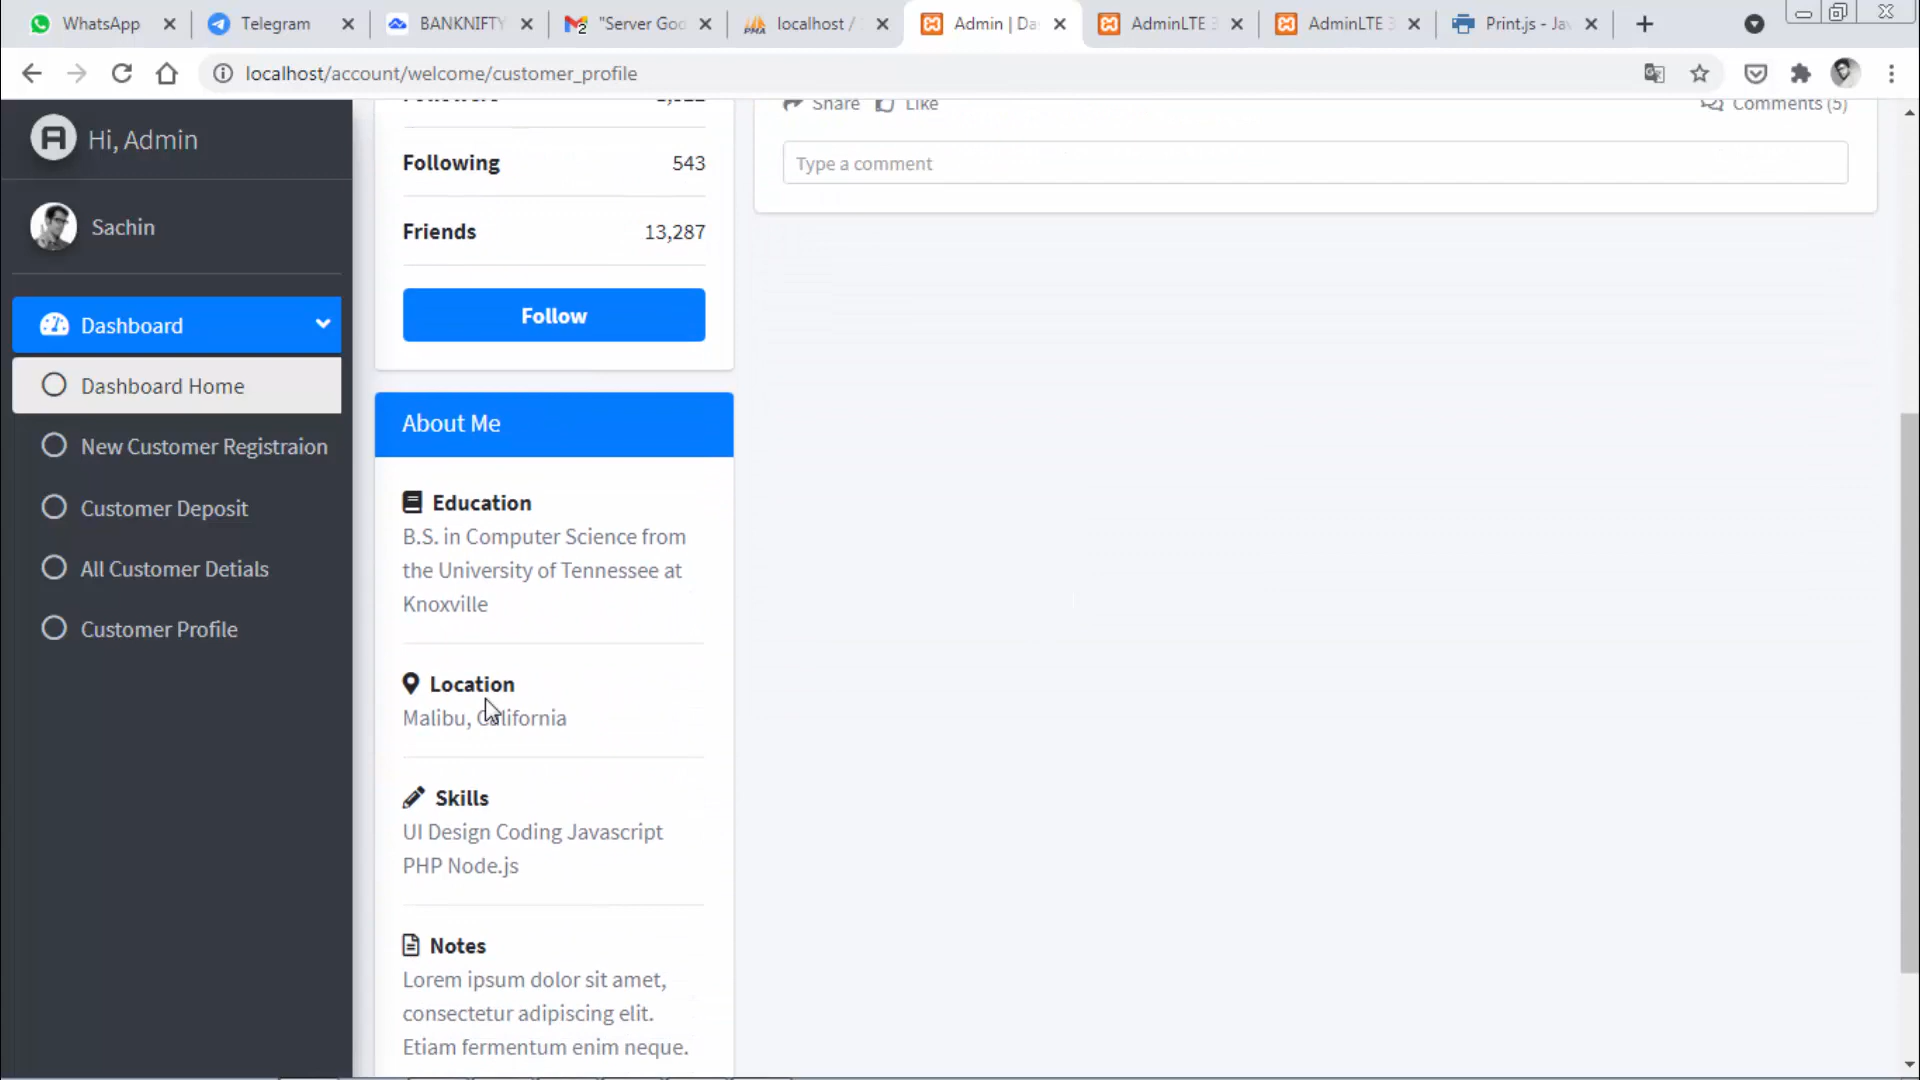 WhatsApp
Telegram
BANKNIFTY
"Server Goo
localhost /
Admin | Da
AdminLTE 3
AdminLTE 3
Print.js - Jav
localhost/account/welcome/customer_profile
Hi, Admin
Sachin
Dashboard
Dashboard Home
New Customer Registraion
Customer Deposit
All Customer Detials
Customer Profile
Following 543
Friends 13,287
Follow
About Me
Education
B.S. in Computer Science from
the University of Tennessee at
Knoxville
Location
Malibu, California
Skills
UI Design Coding Javascript
PHP Node.js
Notes
Lorem ipsum dolor sit amet,
consectetur adipiscing elit.
Etiam fermentum enim neque.
Share Like Comments (5)
Type a comment